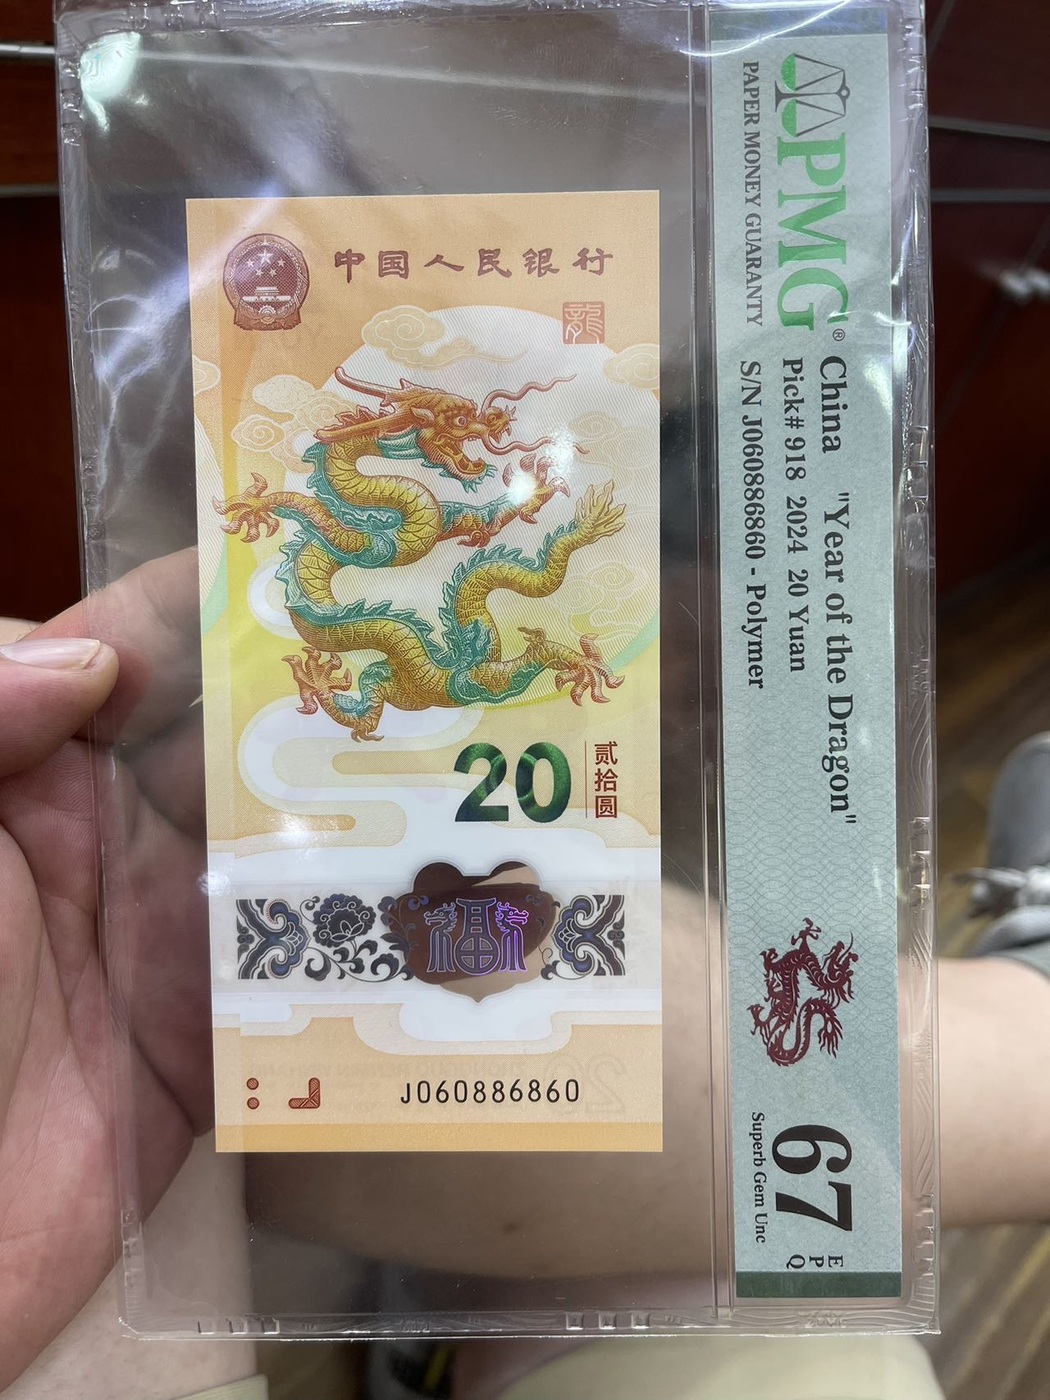 中国人民银行
龍
20
贰拾圆
福
J060886860
PMG®
PAPER MONEY GUARANTY
China "Year of the Dragon"
Pick# 918 2024 20 Yuan
S/N J060886860 - Polymer
67
EPQ
Superb Gem Unc